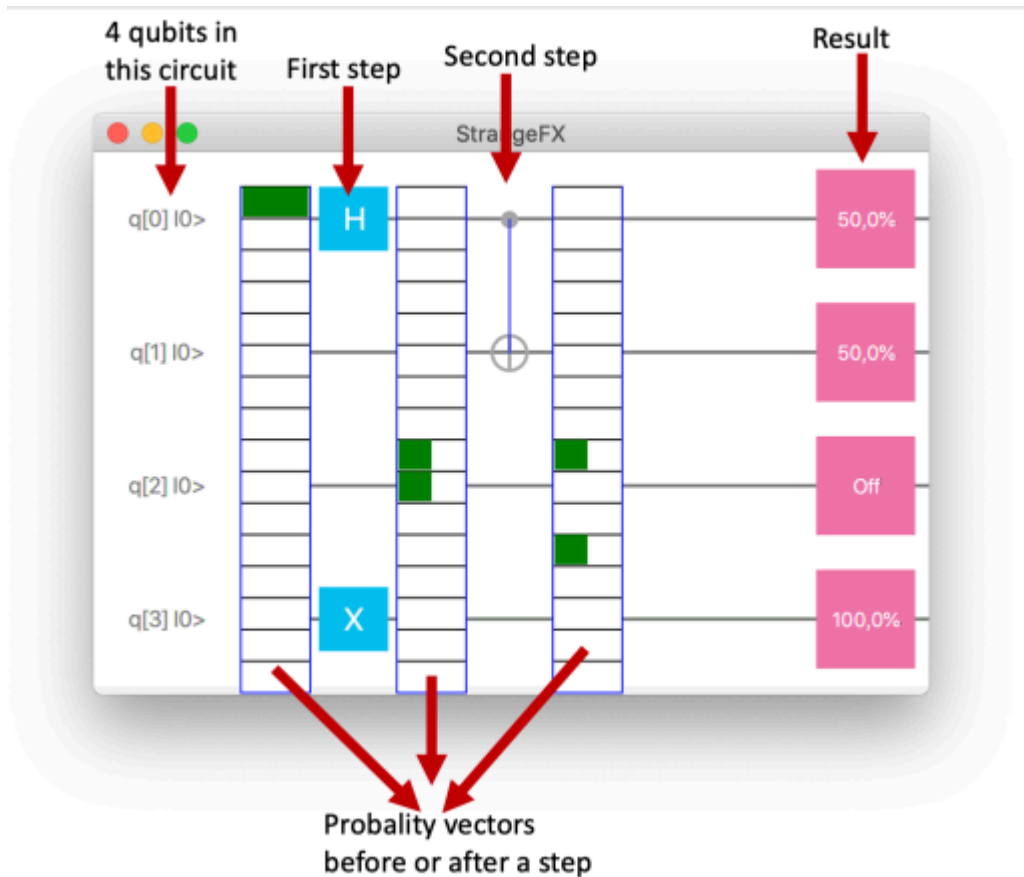 4 qubits in
this circuit
First step
Second step
Result
StrangeFX
q[0] I0>
H
50,0%
q[1] I0>
50,0%
q[2] I0>
Off
q[3] I0>
X
100,0%
Probality vectors
before or after a step